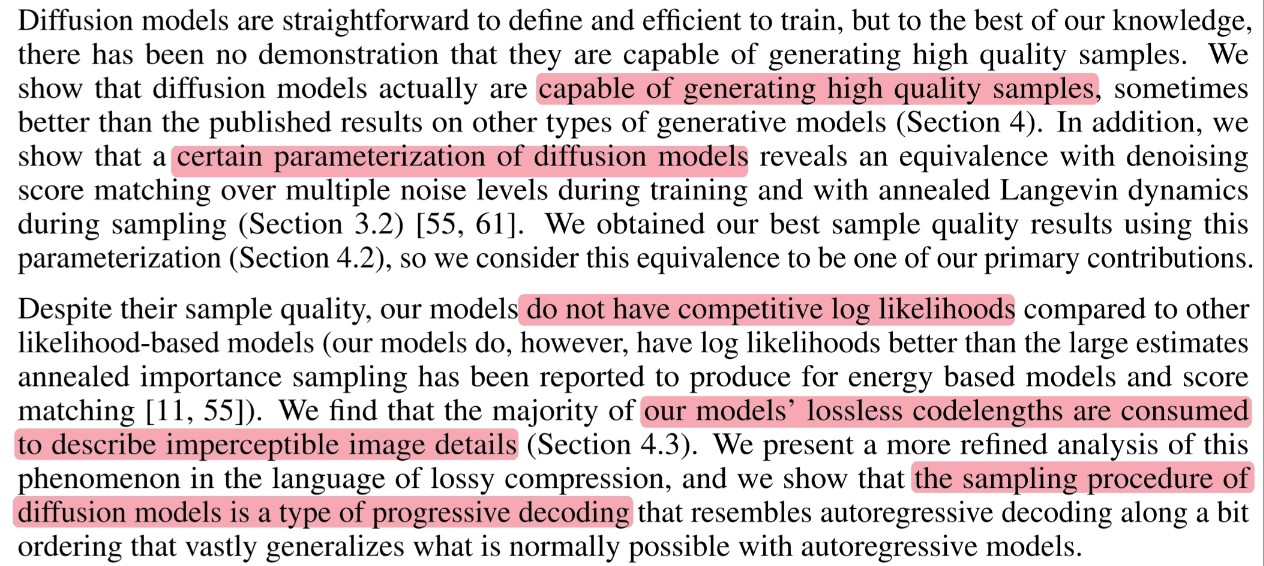 Diffusion models are straightforward to define and efficient to train, but to the best of our knowledge,
there has been no demonstration that they are capable of generating high quality samples. We
show that diffusion models actually are capable of generating high quality samples, sometimes
better than the published results on other types of generative models (Section 4). In addition, we
show that a certain parameterization of diffusion models reveals an equivalence with denoising
score matching over multiple noise levels during training and with annealed Langevin dynamics
during sampling (Section 3.2) [55, 61]. We obtained our best sample quality results using this
parameterization (Section 4.2), so we consider this equivalence to be one of our primary contributions.
Despite their sample quality, our models do not have competitive log likelihoods compared to other
likelihood-based models (our models do, however, have log likelihoods better than the large estimates
annealed importance sampling has been reported to produce for energy based models and score
matching [11, 55]). We find that the majority of our models' lossless codelengths are consumed
to describe imperceptible image details (Section 4.3). We present a more refined analysis of this
phenomenon in the language of lossy compression, and we show that the sampling procedure of
diffusion models is a type of progressive decoding that resembles autoregressive decoding along a bit
ordering that vastly generalizes what is normally possible with autoregressive models.